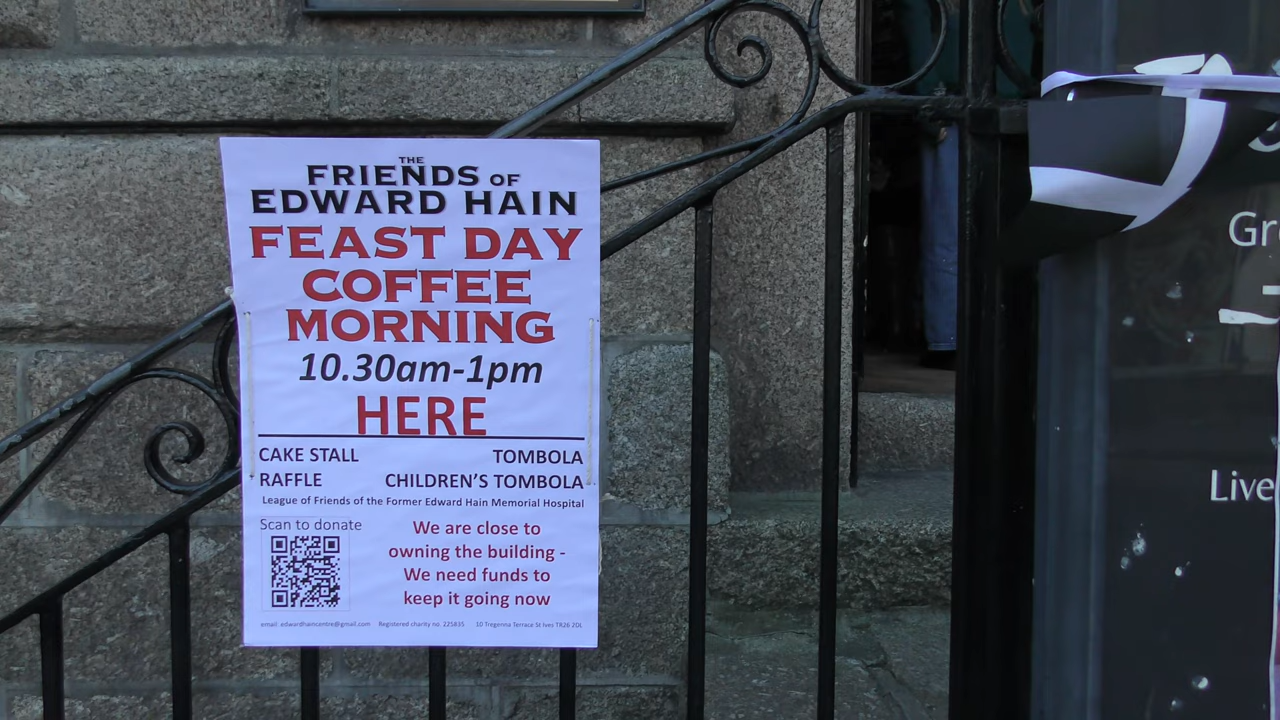 THE
FRIENDS OF
EDWARD HAIN
FEAST DAY
COFFEE
MORNING
10.30am-1pm
HERE
CAKE STALL TOMBOLA
RAFFLE CHILDREN'S TOMBOLA
League of Friends of the Former Edward Hain Memorial Hospital
Scan to donate
We are close to
owning the building -
We need funds to
keep it going now
email: edwardhaincentre@gmail.com Registered charity no. 225835 10 Tregenna Terrace St Ives TR26 2DL
Live